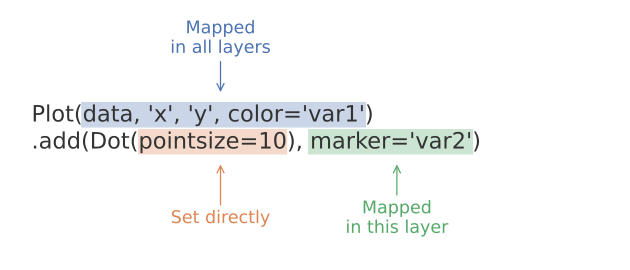 Mapped
in all layers
Plot(data, 'x', 'y', color='var1')
.add(Dot(pointsize=10), marker='var2')
Set directly
Mapped
in this layer